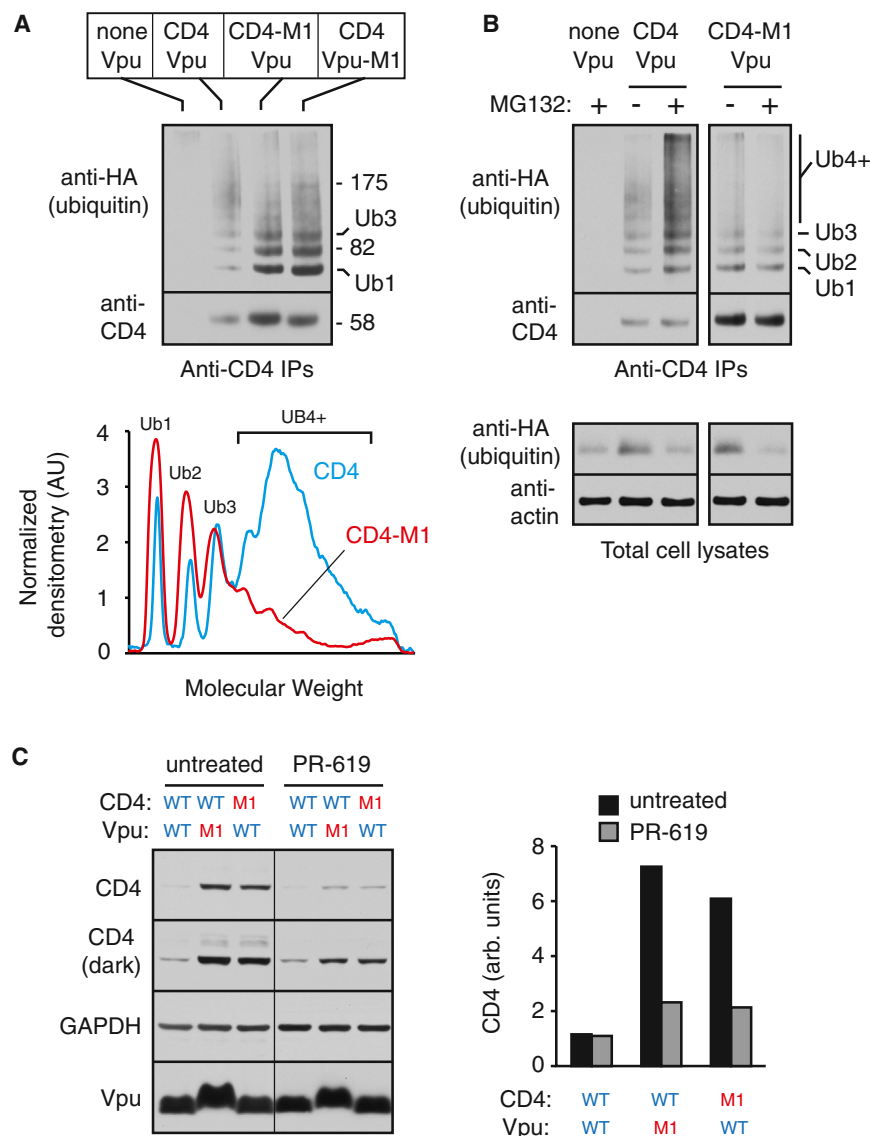 A
none CD4 CD4-M1 CD4
Vpu Vpu Vpu Vpu-M1
anti-HA
(ubiquitin)
- 175
Ub3
- 82
Ub1
anti-
CD4
- 58
Anti-CD4 IPs
Normalized
densitometry (AU)
4
3
2
1
0
Ub1
Ub2
Ub3
UB4+
CD4
CD4-M1
Molecular Weight
B
none CD4 CD4-M1
Vpu Vpu Vpu
MG132: + - + - +
anti-HA
(ubiquitin)
Ub4+
Ub3
Ub2
Ub1
anti-
CD4
Anti-CD4 IPs
anti-HA
(ubiquitin)
anti-
actin
Total cell lysates
C
untreated PR-619
CD4: WT WT M1 WT WT M1
Vpu: WT M1 WT WT M1 WT
CD4
CD4
(dark)
GAPDH
Vpu
untreated
PR-619
CD4 (arb. units)
8
6
4
2
0
CD4: WT WT M1
Vpu: WT M1 WT